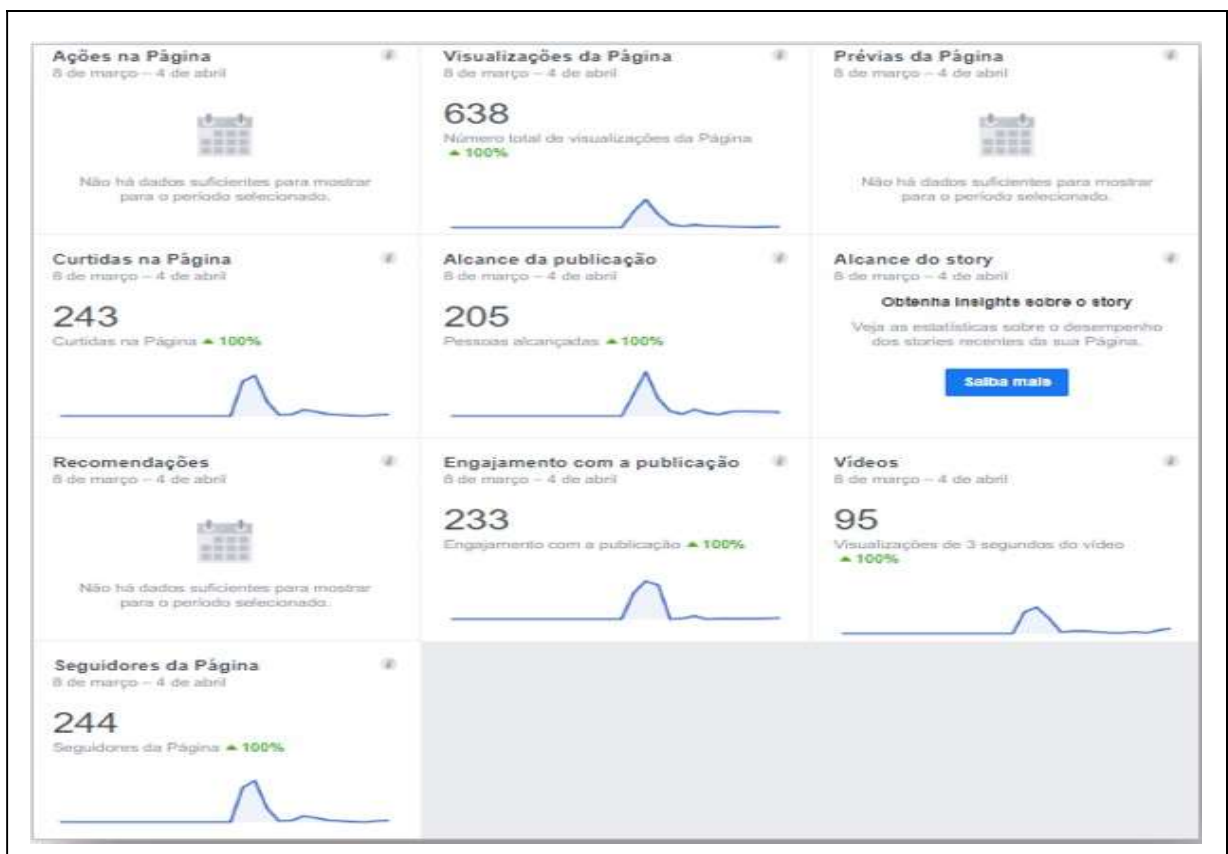 Ações na Página
8 de março – 4 de abril
Não há dados suficientes para mostrar
para o período selecionado.
Visualizações da Página
8 de março – 4 de abril
638
Número total de visualizações da Página
100%
Prévias da Página
8 de março – 4 de abril
Não há dados suficientes para mostrar
para o período selecionado.
Curtidas na Página
8 de março – 4 de abril
243
Curtidas na Página 100%
Alcance da publicação
8 de março – 4 de abril
205
Pessoas alcançadas 100%
Alcance do story
8 de março – 4 de abril
Obtenha insights sobre o story
Veja as estatísticas sobre o desempenho
dos stories recentes da sua Página.
Saiba mais
Recomendações
8 de março – 4 de abril
Não há dados suficientes para mostrar
para o período selecionado.
Engajamento com a publicação
8 de março – 4 de abril
233
Engajamento com a publicação 100%
Vídeos
8 de março – 4 de abril
95
Visualizações de 3 segundos do vídeo
100%
Seguidores da Página
8 de março – 4 de abril
244
Seguidores da Página 100%